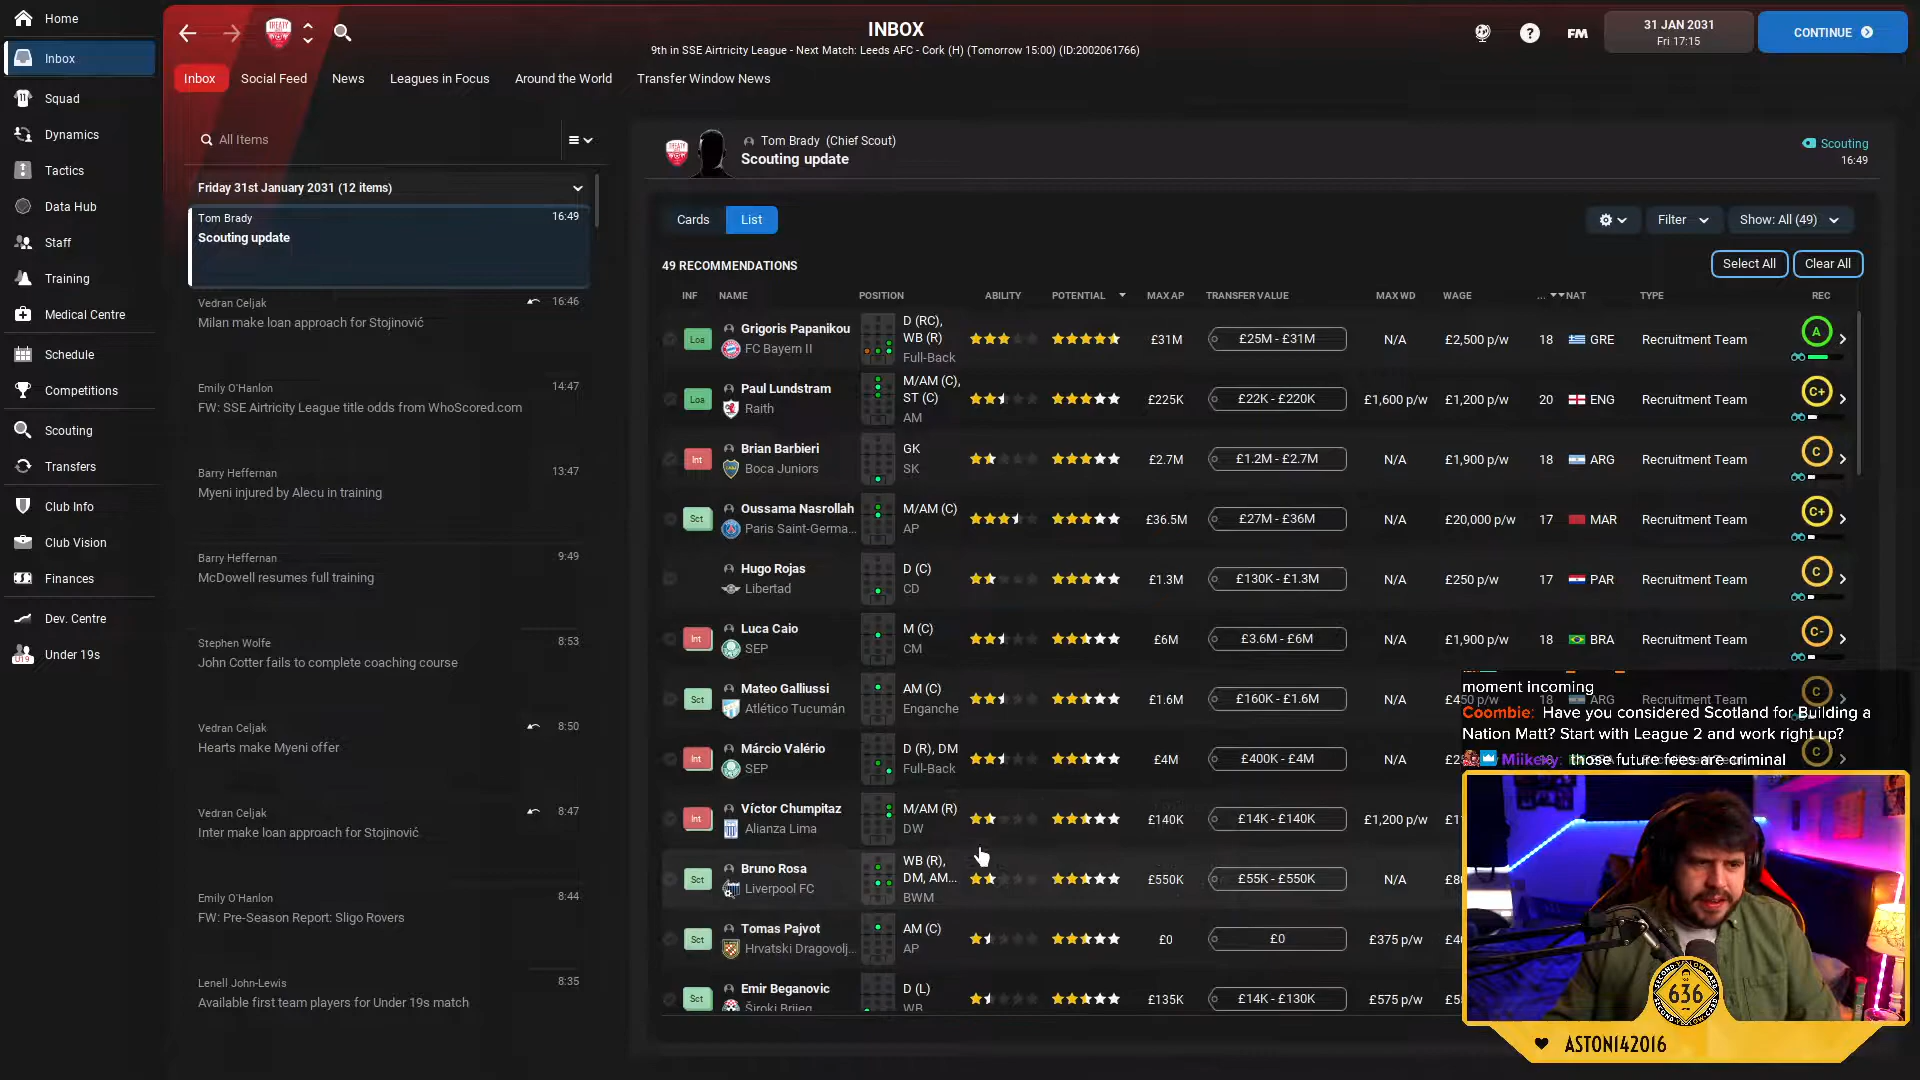 Home
Inbox
Squad
Dynamics
Tactics
Data Hub
Staff
Training
Medical Centre
Schedule
Competitions
Scouting
Transfers
Club Info
Club Vision
Finances
Dev. Centre
Under 19s
TREATY
INBOX
9th in SSE Airtricity League - Next Match: Leeds AFC - Cork (H) (Tomorrow 15:00) (ID:2002061766)
FM
31 JAN 2031
Fri 17:15
CONTINUE
Inbox Social Feed News Leagues in Focus Around the World Transfer Window News
All Items
Friday 31st January 2031 (12 items)
Tom Brady 16:49
Scouting update
Vedran Celjak 16:46
Milan make loan approach for Stojinović
Emily O'Hanlon 14:47
FW: SSE Airtricity League title odds from WhoScored.com
Barry Heffernan 13:47
Myeni injured by Alecu in training
Barry Heffernan 9:49
McDowell resumes full training
Stephen Wolfe 8:53
John Cotter fails to complete coaching course
Vedran Celjak 8:50
Hearts make Myeni offer
Vedran Celjak 8:47
Inter make loan approach for Stojinović
Emily O'Hanlon 8:44
FW: Pre-Season Report: Sligo Rovers
Lenell John-Lewis 8:35
Available first team players for Under 19s match
Tom Brady (Chief Scout)
Scouting update
Scouting
16:49
Cards List Filter Show: All (49)
49 RECOMMENDATIONS
Select All Clear All
INF NAME POSITION ABILITY POTENTIAL MAX AP TRANSFER VALUE MAX WD WAGE ... NAT TYPE REC
Loa Grigoris Papanikou FC Bayern II D (RC), WB (R) Full-Back £31M £25M - £31M N/A £2,500 p/w 18 GRE Recruitment Team A
Loa Paul Lundstram Raith M/AM (C), ST (C) AM £225K £22K - £220K £1,600 p/w £1,200 p/w 20 ENG Recruitment Team C+
Int Brian Barbieri Boca Juniors GK SK £2.7M £1.2M - £2.7M N/A £1,900 p/w 18 ARG Recruitment Team C
Sct Oussama Nasrollah Paris Saint-Germa... M/AM (C) AP £36.5M £27M - £36M N/A £20,000 p/w 17 MAR Recruitment Team C+
Hugo Rojas Libertad D (C) CD £1.3M £130K - £1.3M N/A £250 p/w 17 PAR Recruitment Team C
Int Luca Caio SEP M (C) CM £6M £3.6M - £6M N/A £1,900 p/w 18 BRA Recruitment Team C-
Sct Mateo Galliussi Atlético Tucumán AM (C) Enganche £1.6M £160K - £1.6M N/A £450 p/w ARG Recruitment Team C
Int Márcio Valério SEP D (R), DM Full-Back £4M £400K - £4M N/A C
Int Víctor Chumpitaz Alianza Lima M/AM (R) DW £140K £14K - £140K £1,200 p/w
Sct Bruno Rosa Liverpool FC WB (R), DM, AM... BWM £550K £55K - £550K N/A
Sct Tomas Pajvot Hrvatski Dragovolj... AM (C) AP £0 £0 £375 p/w
Sct Emir Beganovic Široki Brijeg D (L) WB £135K £14K - £130K £575 p/w
moment incoming
Coombie: Have you considered Scotland for Building a
Nation Matt? Start with League 2 and work right up?
Miikeyy: those future fees are criminal
SECOND YELLOW CARD
636
ASTON142016